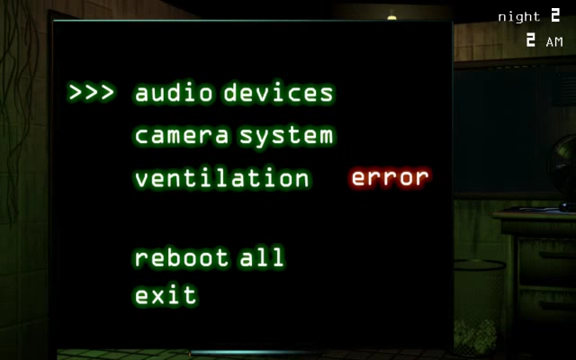 night 2
2 AM
>>> audio devices
camera system
ventilation error
reboot all
exit